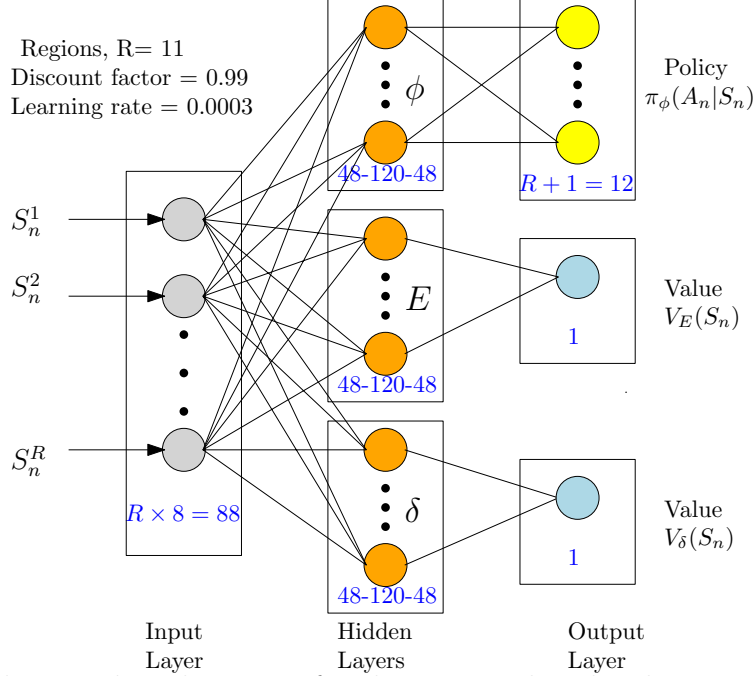 Regions, R= 11
Discount factor = 0.99
Learning rate = 0.0003
ϕ
48-120-48
R + 1 = 12
Policy
π_ϕ(A_n|S_n)
S_n^1
S_n^2
S_n^R
R × 8 = 88
E
48-120-48
1
Value
V_E(S_n)
δ
48-120-48
1
Value
V_δ(S_n)
Input
Layer
Hidden
Layers
Output
Layer